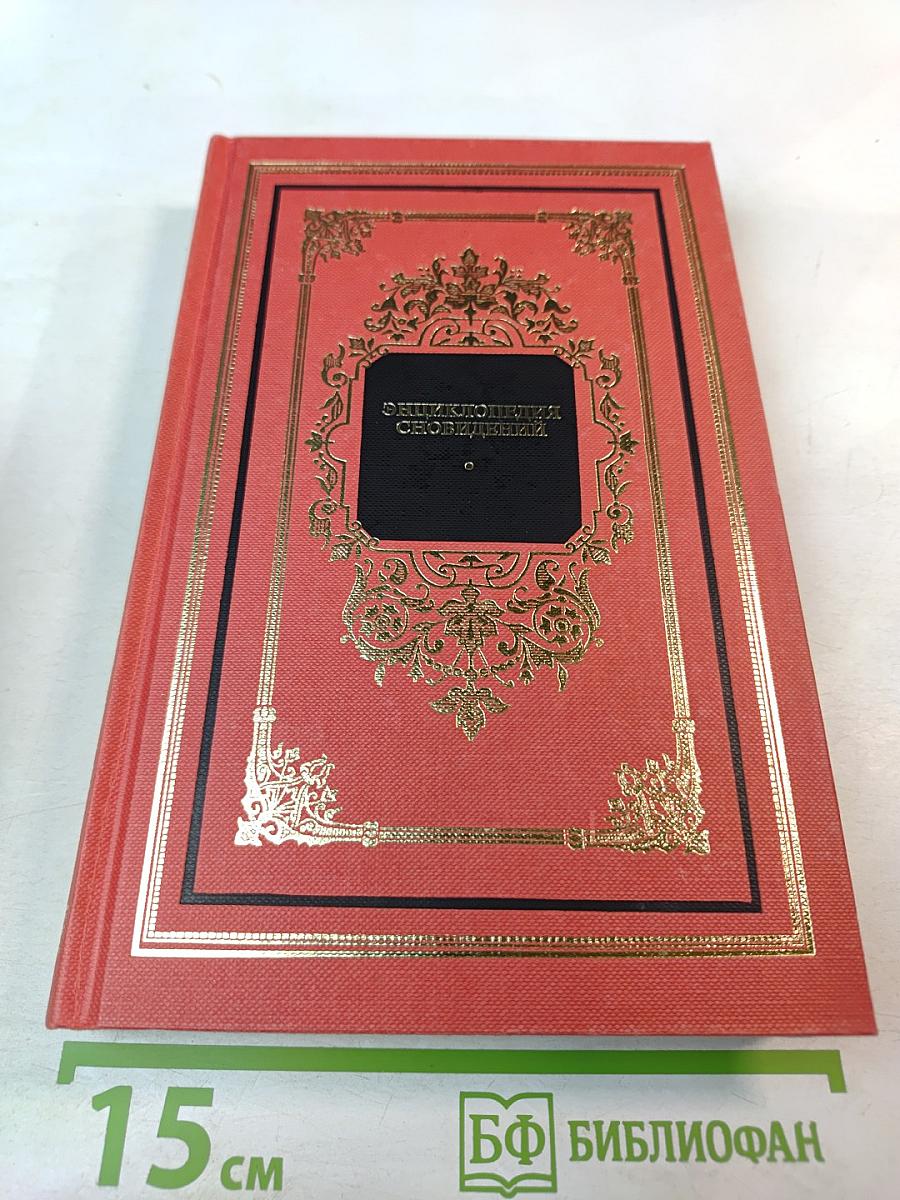 ЭНЦИКЛОПЕДИЯ
СНОВИДЕНИЙ
15 см
БФ БИБЛИОФАН